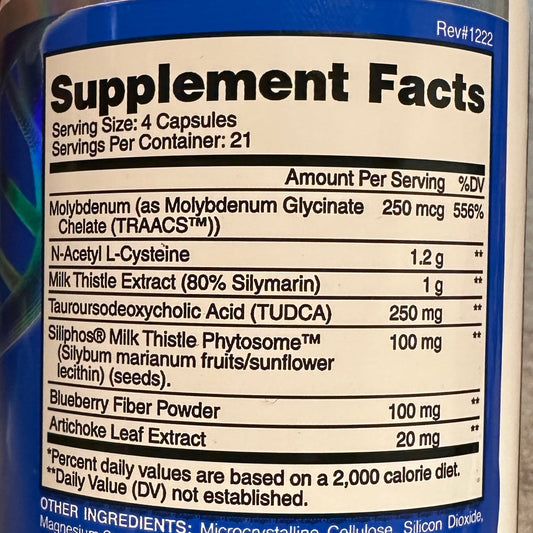 Rev#1222
Supplement Facts
Serving Size: 4 Capsules
Servings Per Container: 21
Amount Per Serving %DV
Molybdenum (as Molybdenum Glycinate 250 mcg 556%
Chelate (TRAACS™))
N-Acetyl L-Cysteine 1.2 g **
Milk Thistle Extract (80% Silymarin) 1 g **
Tauroursodeoxycholic Acid (TUDCA) 250 mg **
Siliphos® Milk Thistle Phytosome™ 100 mg **
(Silybum marianum fruits/sunflower
lecithin) (seeds).
Blueberry Fiber Powder 100 mg **
Artichoke Leaf Extract 20 mg **
*Percent daily values are based on a 2,000 calorie diet.
**Daily Value (DV) not established.
OTHER INGREDIENTS: Microcrystalline Cellulose, Silicon Dioxide,
Magnesium